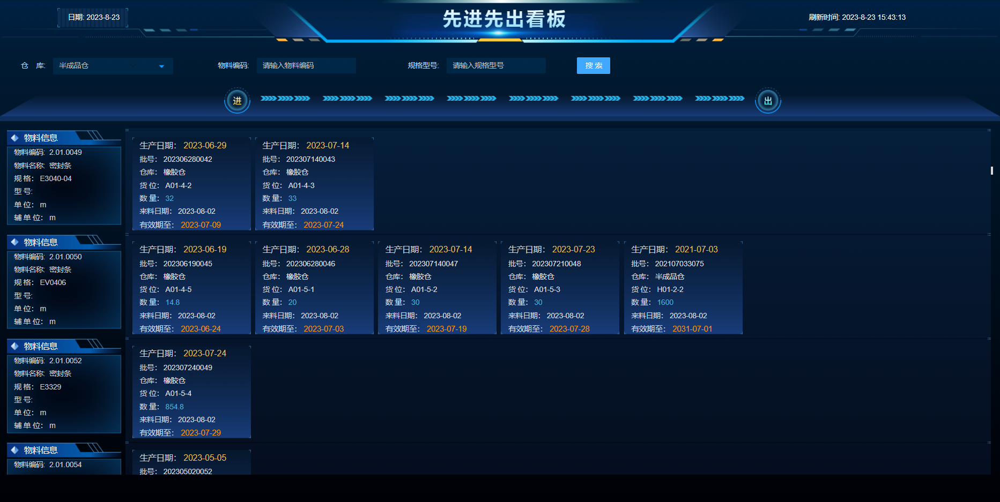 日期: 2023-8-23
先进先出看板
刷新时间: 2023-8-23 15:43:13
仓 库: 半成品仓
物料编码: 请输入物料编码
规格型号: 请输入规格型号
搜 索
进
出
物料信息
物料编码: 2.01.0049
物料名称: 密封条
规 格: E3040-04
型 号:
单 位: m
辅 单 位: m
生产日期: 2023-06-29
批号: 202306280042
仓库: 橡胶仓
货 位: A01-4-2
数 量: 32
来料日期: 2023-08-02
有效期至: 2023-07-09
生产日期: 2023-07-14
批号: 202307140043
仓库: 橡胶仓
货 位: A01-4-3
数 量: 33
来料日期: 2023-08-02
有效期至: 2023-07-24
物料信息
物料编码: 2.01.0050
物料名称: 密封条
规 格: EV0406
型 号:
单 位: m
辅 单 位: m
生产日期: 2023-06-19
批号: 202306190045
仓库: 橡胶仓
货 位: A01-4-5
数 量: 14.8
来料日期: 2023-08-02
有效期至: 2023-06-24
生产日期: 2023-06-28
批号: 202306280046
仓库: 橡胶仓
货 位: A01-5-1
数 量: 20
来料日期: 2023-08-02
有效期至: 2023-07-03
生产日期: 2023-07-14
批号: 202307140047
仓库: 橡胶仓
货 位: A01-5-2
数 量: 30
来料日期: 2023-08-02
有效期至: 2023-07-19
生产日期: 2023-07-23
批号: 202307210048
仓库: 橡胶仓
货 位: A01-5-3
数 量: 30
来料日期: 2023-08-02
有效期至: 2023-07-28
生产日期: 2021-07-03
批号: 202107033075
仓库: 半成品仓
货 位: H01-2-2
数 量: 1600
来料日期: 2023-08-02
有效期至: 2031-07-01
物料信息
物料编码: 2.01.0052
物料名称: 密封条
规 格: E3329
型 号:
单 位: m
辅 单 位: m
生产日期: 2023-07-24
批号: 202307240049
仓库: 橡胶仓
货 位: A01-5-4
数 量: 854.8
来料日期: 2023-08-02
有效期至: 2023-07-29
物料信息
物料编码: 2.01.0054
生产日期: 2023-05-05
批号: 202305020052